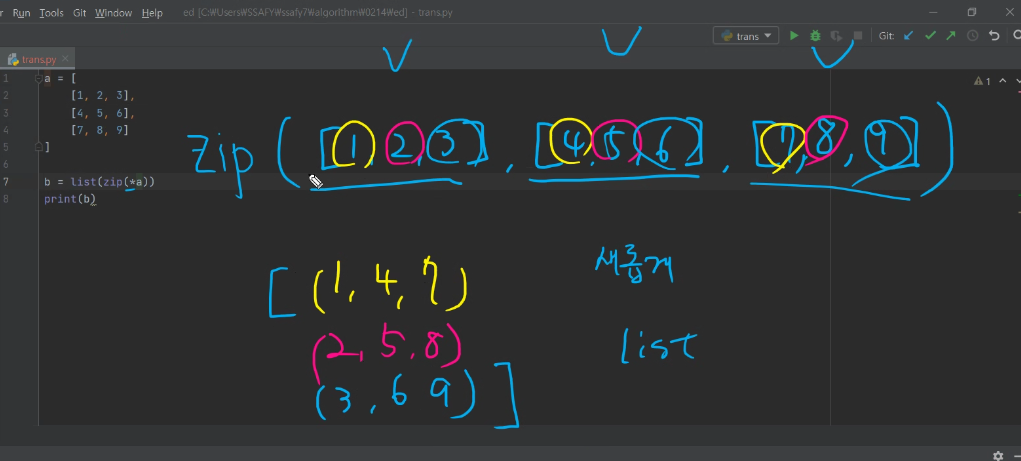 r Run Tools Git Window Help ed [C:₩Users₩SSAFY₩ssafy7₩algorithm₩0214₩ed] - trans.py
trans Git:
trans.py
1 a = [ 1
2 [1, 2, 3],
3 [4, 5, 6],
4 [7, 8, 9]
5 ]
6
7 b = list(zip(*a))
8 print(b)
zip ( [1, 2, 3] , [4, 5, 6] , [7, 8, 9] )
[ (1, 4, 7)
(2, 5, 8)
(3, 6 9) ]
list